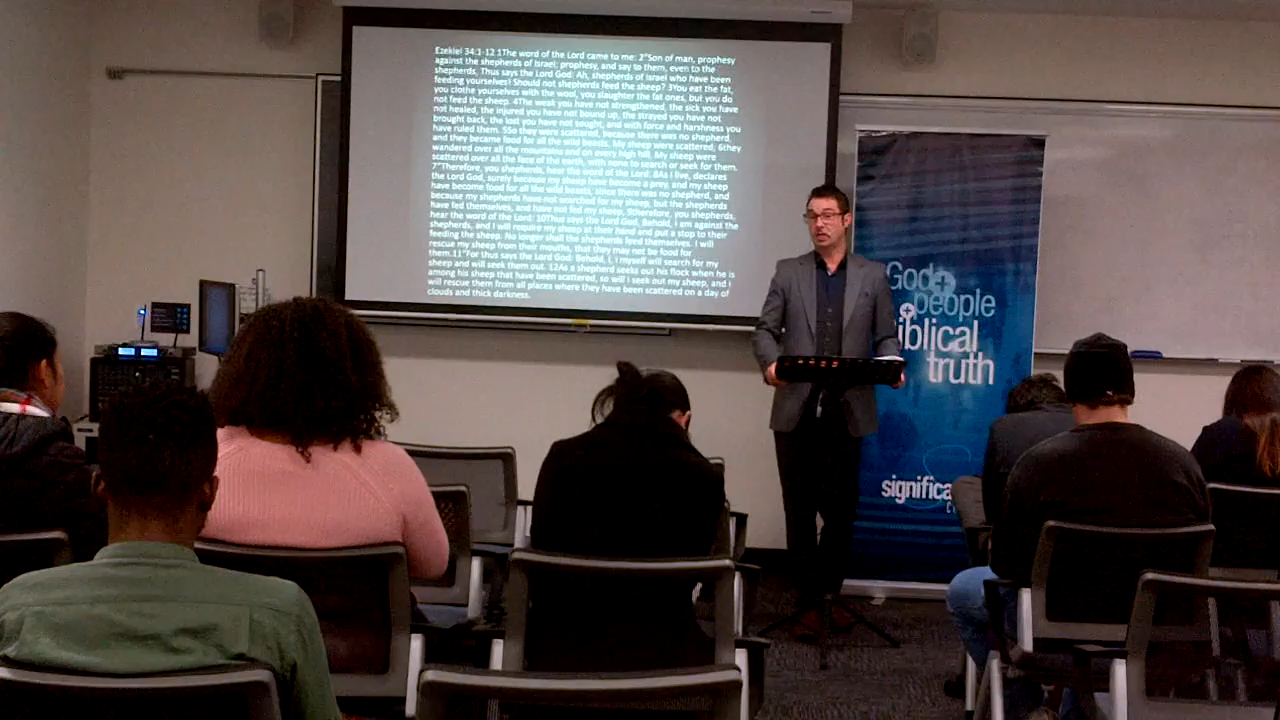 Ezekiel 34:1-12 1The word of the Lord came to me: 2"Son of man, prophesy
against the shepherds of Israel; prophesy, and say to them, even to the
shepherds, Thus says the Lord God: Ah, shepherds of Israel who have been
feeding yourselves! Should not shepherds feed the sheep? 3You eat the fat,
you clothe yourselves with the wool, you slaughter the fat ones, but you do
not feed the sheep. 4The weak you have not strengthened, the sick you have
not healed, the injured you have not bound up, the strayed you have not
brought back, the lost you have not sought, and with force and harshness you
have ruled them. 5So they were scattered, because there was no shepherd,
and they became food for all the wild beasts. My sheep were scattered; 6they
wandered over all the mountains and on every high hill. My sheep were
scattered over all the face of the earth, with none to search or seek for them.
7"Therefore, you shepherds, hear the word of the Lord: 8As I live, declares
the Lord God, surely because my sheep have become a prey, and my sheep
have become food for all the wild beasts, since there was no shepherd, and
because my shepherds have not searched for my sheep, but the shepherds
have fed themselves, and have not fed my sheep, 9therefore, you shepherds,
hear the word of the Lord: 10Thus says the Lord God, Behold, I am against the
shepherds, and I will require my sheep at their hand and put a stop to their
feeding the sheep. No longer shall the shepherds feed themselves. I will
rescue my sheep from their mouths, that they may not be food for
them.11"For thus says the Lord God: Behold, I, I myself will search for my
sheep and will seek them out. 12As a shepherd seeks out his flock when he is
among his sheep that have been scattered, so will I seek out my sheep, and I
will rescue them from all places where they have been scattered on a day of
clouds and thick darkness.
God+
+people
iblical
truth
significa